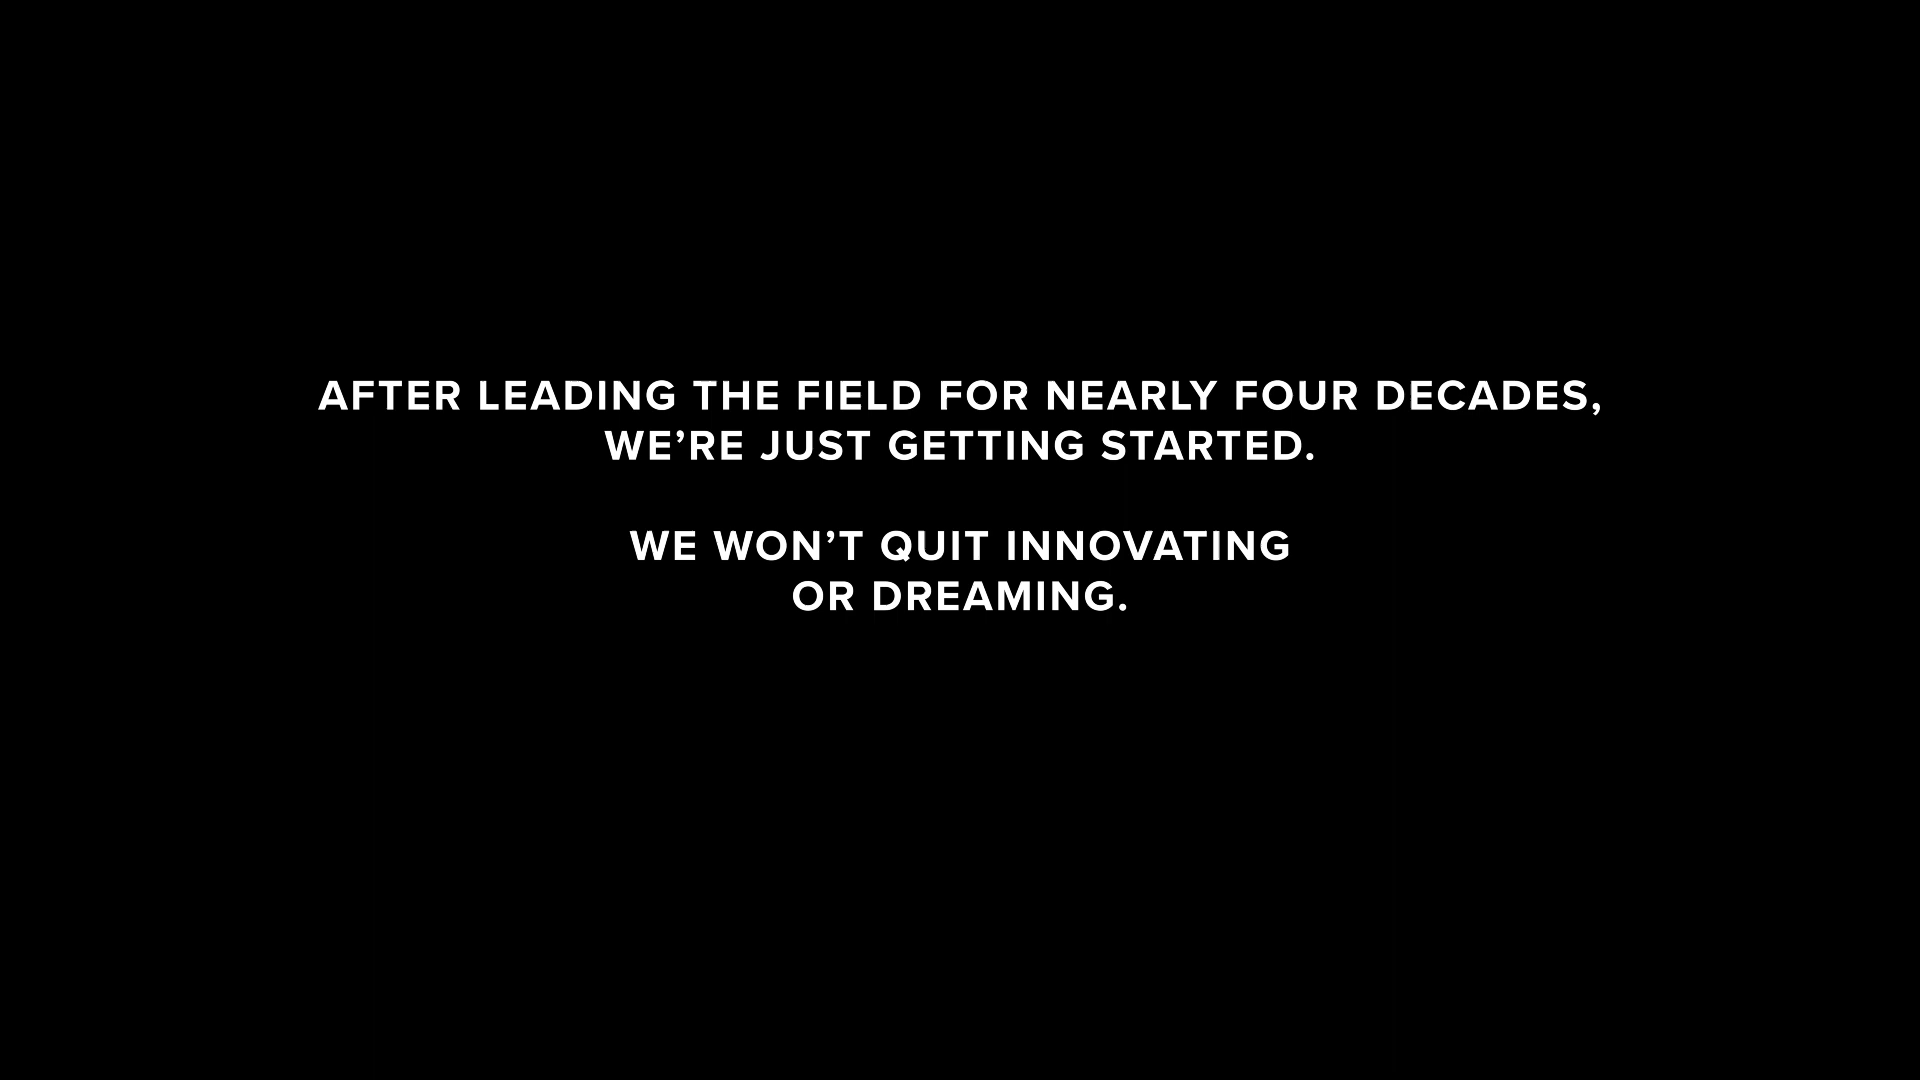 AFTER LEADING THE FIELD FOR NEARLY FOUR DECADES,
WE’RE JUST GETTING STARTED.
WE WON’T QUIT INNOVATING
OR DREAMING.